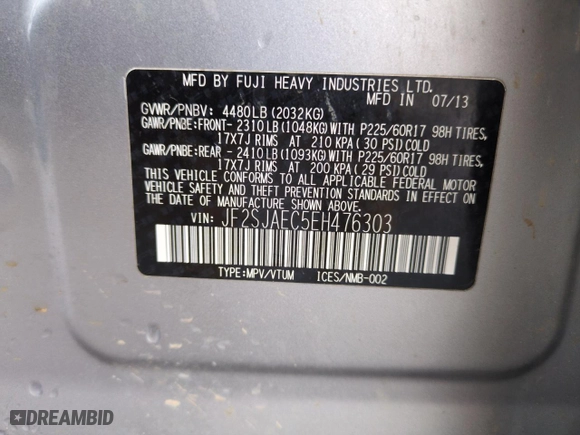 MFD BY FUJI HEAVY INDUSTRIES LTD.
MFD IN 07/13
GVWR/PNBV: 4480LB (2032KG)
GAWR/PNBE:FRONT- 2310LB(1048KG)WITH P225/60R17 98H TIRES,
17X7J RIMS AT 210 KPA ( 30 PSI)COLD
GAWR/PNBE:REAR - 2410LB(1093KG)WITH P225/60R17 98H TIRES,
17X7J RIMS AT 200 KPA ( 29 PSI)COLD
THIS VEHICLE CONFORMS TO ALL APPLICABLE FEDERAL MOTOR
VEHICLE SAFETY AND THEFT PREVENTION STANDARDS IN EFFECT
ON THE DATE OF MANUFACTURE SHOWN ABOVE.
VIN: JF2SJAEC5EH476303
TYPE:MPV/VTUM ICES/NMB-002
DREAMBID